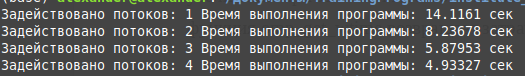 Задействовано потоков: 1 Время выполнения программы: 14.1161 сек
Задействовано потоков: 2 Время выполнения программы: 8.23678 сек
Задействовано потоков: 3 Время выполнения программы: 5.87953 сек
Задействовано потоков: 4 Время выполнения программы: 4.93327 сек